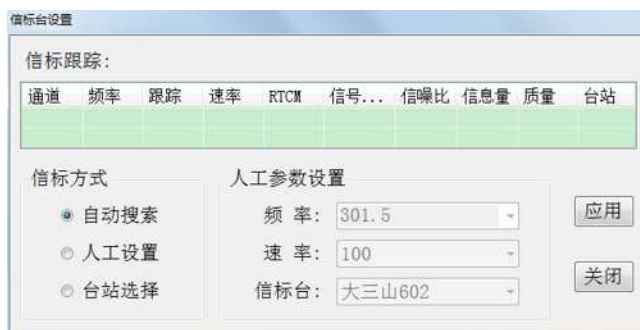 信标台设置
信标跟踪:
通道 频率 跟踪 速率 RTCM 信号... 信噪比 信息量 质量 台站
信标方式
自动搜索
人工设置
台站选择
人工参数设置
频 率: 301.5
速 率: 100
信标台: 大三山602
应用
关闭